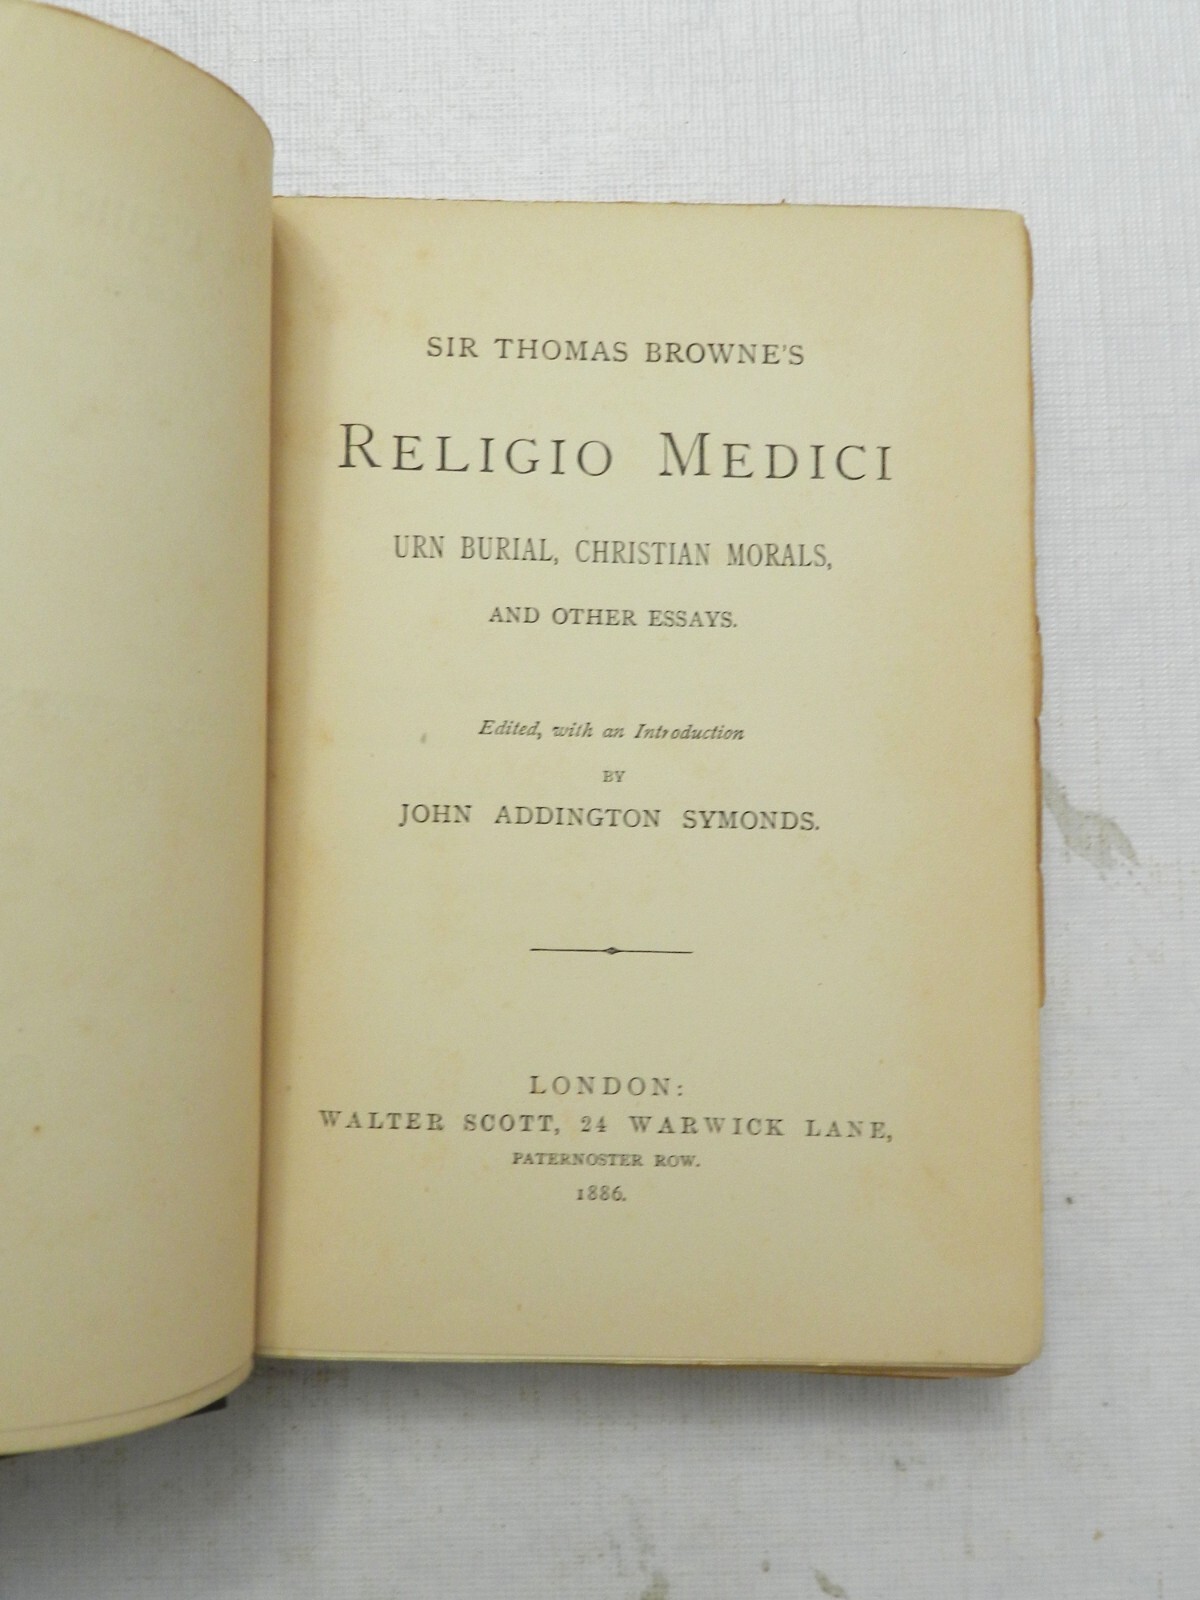 SIR THOMAS BROWNE'S
RELIGIO MEDICI
URN BURIAL, CHRISTIAN MORALS,
AND OTHER ESSAYS.
Edited, with an Introduction
BY
JOHN ADDINGTON SYMONDS.
LONDON:
WALTER SCOTT, 24 WARWICK LANE,
PATERNOSTER ROW.
1886.